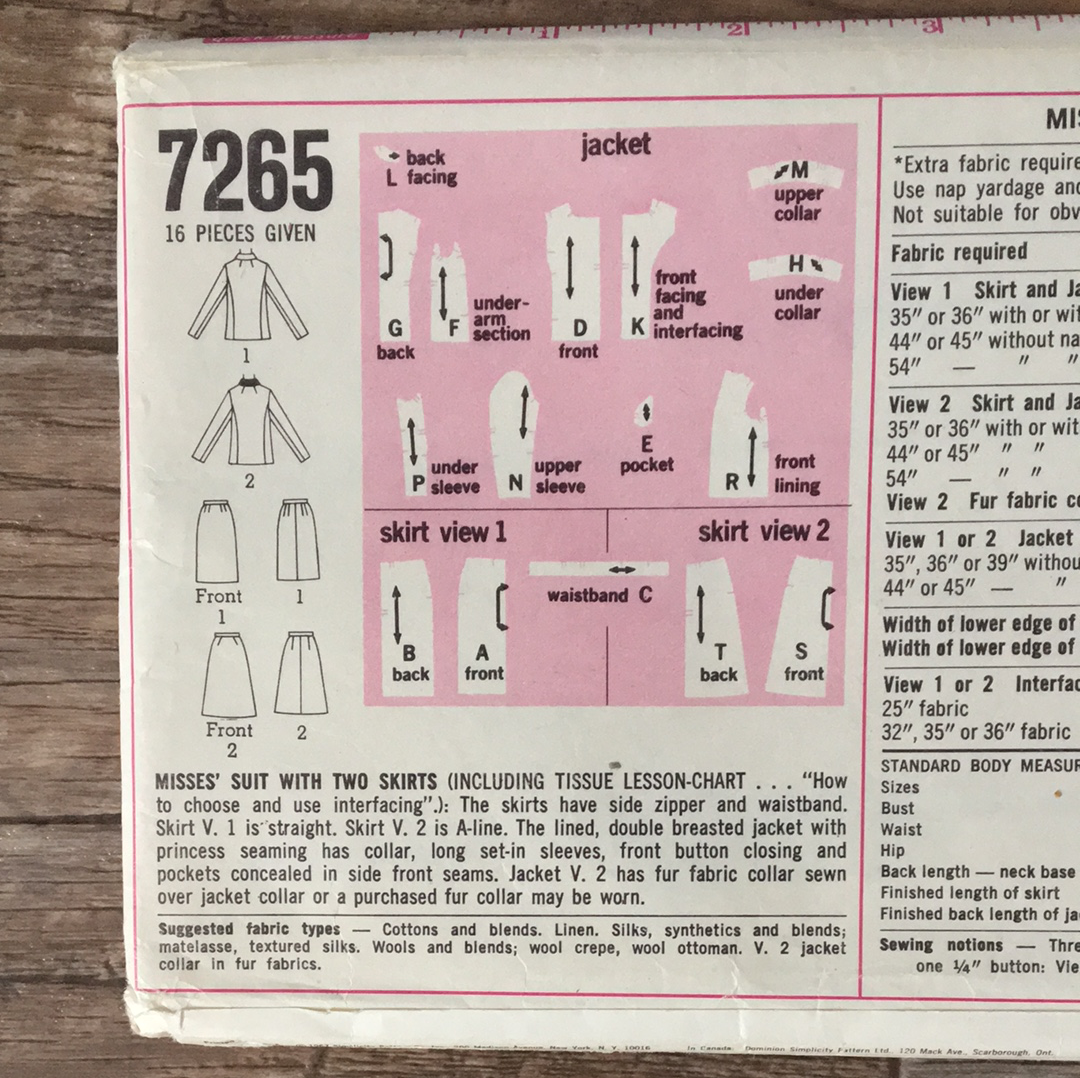 1 2 3
7265
16 PIECES GIVEN
1
2
Front 1
1
Front 2
2
jacket
back
L facing
M
upper
collar
H
under
collar
G
back
F
under-
arm
section
D
front
K
front
facing
and
interfacing
P under
sleeve
N upper
sleeve
E
pocket
R front
lining
skirt view 1
skirt view 2
waistband C
B
back
A
front
T
back
S
front
MISSES' SUIT WITH TWO SKIRTS (INCLUDING TISSUE LESSON-CHART . . . "How
to choose and use interfacing".): The skirts have side zipper and waistband.
Skirt V. 1 is straight. Skirt V. 2 is A-line. The lined, double breasted jacket with
princess seaming has collar, long set-in sleeves, front button closing and
pockets concealed in side front seams. Jacket V. 2 has fur fabric collar sewn
over jacket collar or a purchased fur collar may be worn.
Suggested fabric types — Cottons and blends. Linen. Silks, synthetics and blends;
matelasse, textured silks. Wools and blends; wool crepe, wool ottoman. V. 2 jacket
collar in fur fabrics.
MIS
*Extra fabric require
Use nap yardage and
Not suitable for obv
Fabric required
View 1 Skirt and Ja
35" or 36" with or wit
44" or 45" without na
54" — " "
View 2 Skirt and Ja
35" or 36" with or wit
44" or 45" " "
54" — " "
View 2 Fur fabric co
View 1 or 2 Jacket
35", 36" or 39" withou
44" or 45" — "
Width of lower edge of
Width of lower edge of
View 1 or 2 Interfac
25" fabric
32", 35" or 36" fabric
STANDARD BODY MEASUR
Sizes
Bust
Waist
Hip
Back length — neck base
Finished length of skirt
Finished back length of ja
Sewing notions — Thre
one 1/4" button: Vie
New York, N. Y. 10016 In Canada: Dominion Simplicity Pattern Ltd. 120 Mack Ave., Scarborough, Ont.